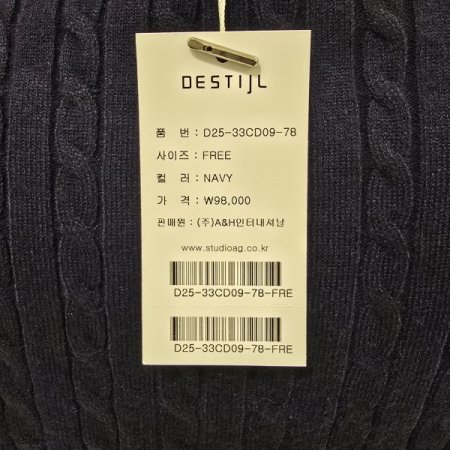 DESTIJL
품 번 : D25-33CD09-78
사이즈 : FREE
컬 러 : NAVY
가 격 : ₩98,000
판매원 : (주)A&H인터내셔날
www.studioag.co.kr
D25-33CD09-78-FRE
D25-33CD09-78-FRE